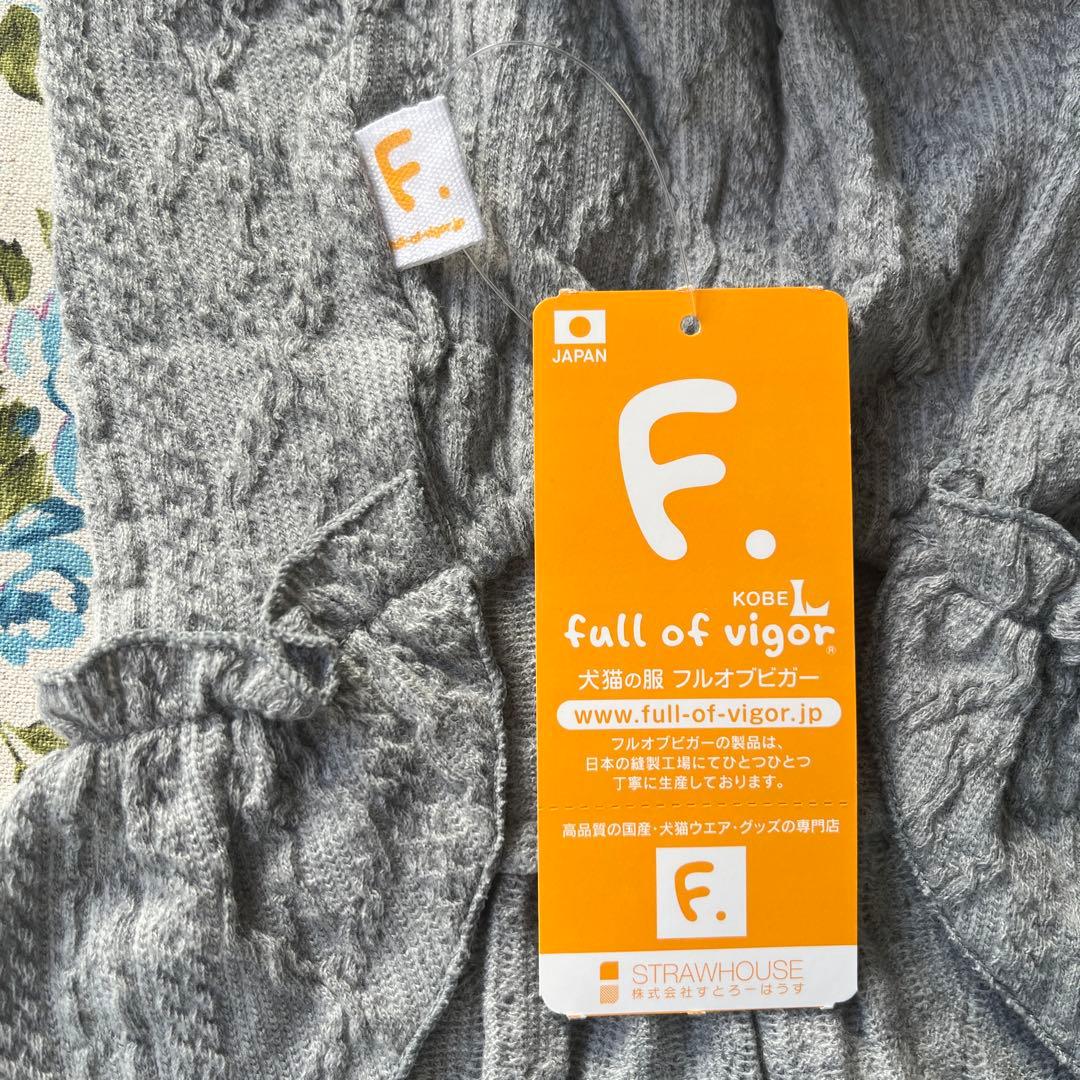 F.
full-of-vigor.jp
JAPAN
F.
KOBE
full of vigor®
犬猫の服 フルオブビガー
www.full-of-vigor.jp
フルオブビガーの製品は、
日本の縫製工場にてひとつひとつ
丁寧に生産しております。
高品質の国産・犬猫ウエア・グッズの専門店
F.
STRAWHOUSE
株式会社すとろーはうす